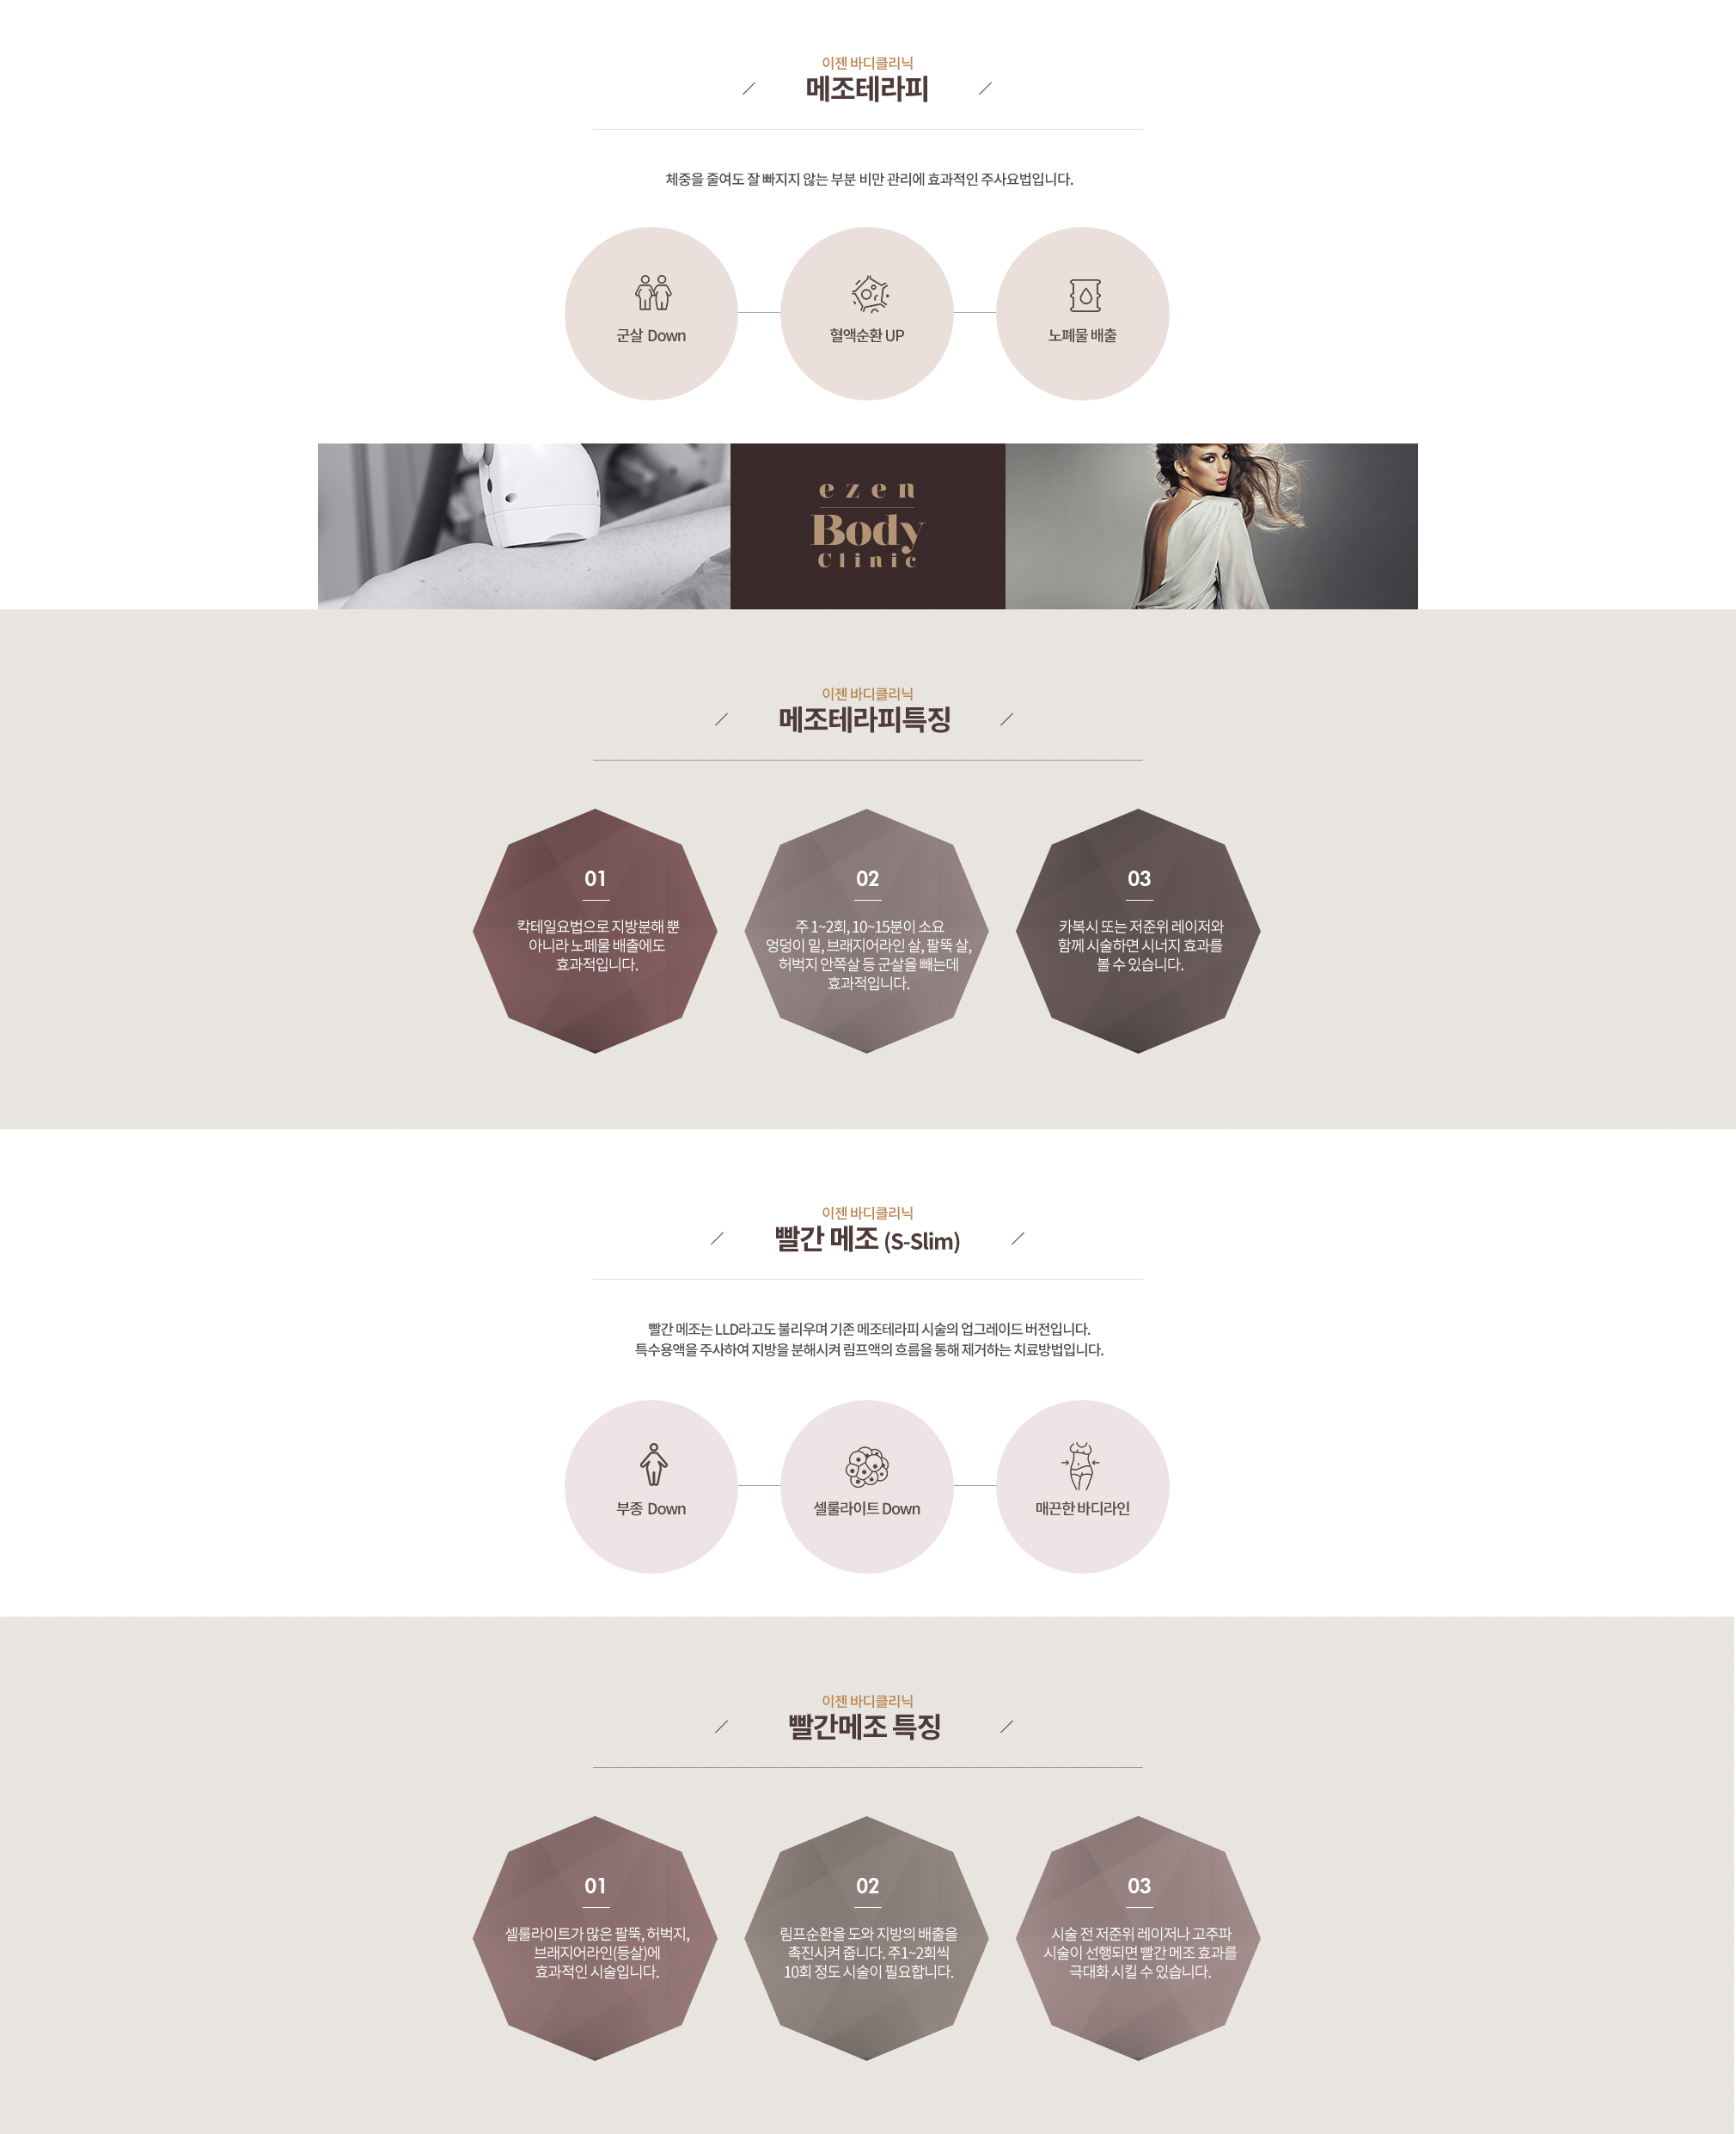 이젠 바디클리닉
메조테라피
체중을 줄여도 잘 빠지지 않는 부분 비만 관리에 효과적인 주사요법입니다.
군살 Down
혈액순환 UP
노폐물 배출
ezen
Body
Clinic
이젠 바디클리닉
메조테라피특징
01
칵테일요법으로 지방분해 뿐
아니라 노페물 배출에도
효과적입니다.
02
주 1~2회, 10~15분이 소요
엉덩이 밑, 브래지어라인 살, 팔뚝 살,
허벅지 안쪽살 등 군살을 빼는데
효과적입니다.
03
카복시 또는 저준위 레이저와
함께 시술하면 시너지 효과를
볼 수 있습니다.
이젠 바디클리닉
빨간 메조 (S-Slim)
빨간 메조는 LLD라고도 불리우며 기존 메조테라피 시술의 업그레이드 버전입니다.
특수용액을 주사하여 지방을 분해시켜 림프액의 흐름을 통해 제거하는 치료방법입니다.
부종 Down
셀룰라이트 Down
매끈한 바디라인
이젠 바디클리닉
빨간메조 특징
01
셀룰라이트가 많은 팔뚝, 허벅지,
브래지어라인(등살)에
효과적인 시술입니다.
02
림프순환을 도와 지방의 배출을
촉진시켜 줍니다. 주1~2회씩
10회 정도 시술이 필요합니다.
03
시술 전 저준위 레이저나 고주파
시술이 선행되면 빨간 메조 효과를
극대화 시킬 수 있습니다.